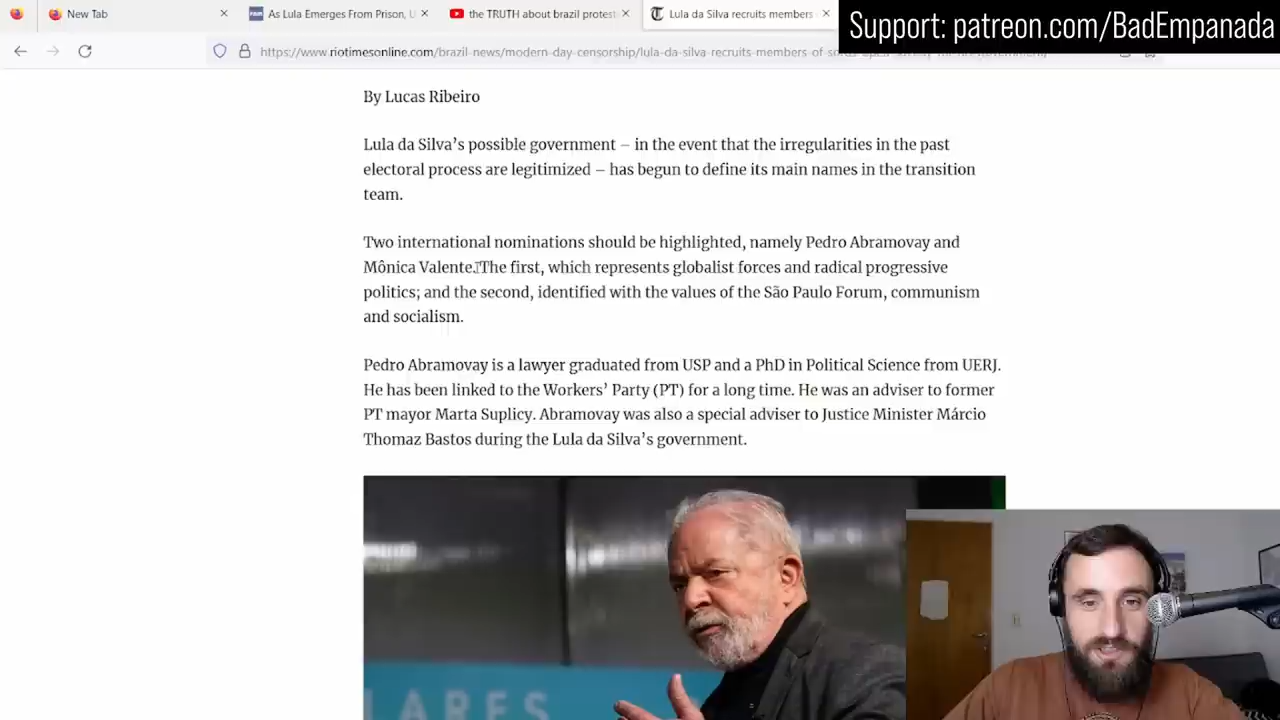 New Tab
As Lula Emerges From Prison, U
the TRUTH about brazil protest
Lula da Silva recruits members
Support: patreon.com/BadEmpanada
https://www.riotimesonline.com/brazil-news/modern-day-censorship/lula-da-silva-recruits-members-of-
By Lucas Ribeiro
Lula da Silva’s possible government – in the event that the irregularities in the past
electoral process are legitimized – has begun to define its main names in the transition
team.
Two international nominations should be highlighted, namely Pedro Abramovay and
Mônica Valente. The first, which represents globalist forces and radical progressive
politics; and the second, identified with the values of the São Paulo Forum, communism
and socialism.
Pedro Abramovay is a lawyer graduated from USP and a PhD in Political Science from UERJ.
He has been linked to the Workers’ Party (PT) for a long time. He was an adviser to former
PT mayor Marta Suplicy. Abramovay was also a special adviser to Justice Minister Márcio
Thomaz Bastos during the Lula da Silva’s government.
LARES